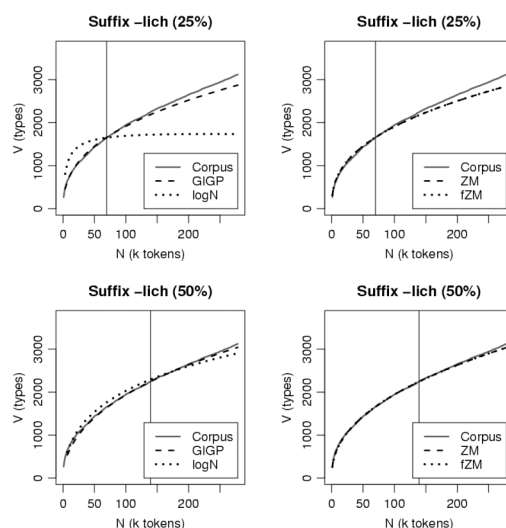 Suffix –lich (25%)
V (types)
0 1000 2000 3000
Corpus
GIGP
logN
0 50 100 200
N (k tokens)
Suffix –lich (25%)
V (types)
0 1000 2000 3000
Corpus
ZM
fZM
0 50 100 200
N (k tokens)
Suffix –lich (50%)
V (types)
0 1000 2000 3000
Corpus
GIGP
logN
0 50 100 200
N (k tokens)
Suffix –lich (50%)
V (types)
0 1000 2000 3000
Corpus
ZM
fZM
0 50 100 200
N (k tokens)